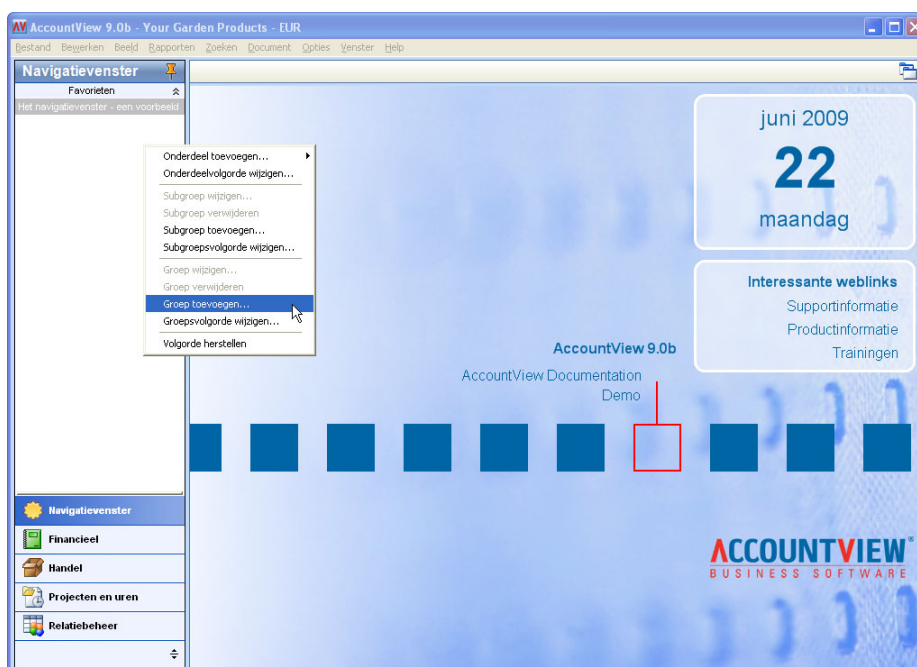 AccountView 9.0b - Your Garden Products - EUR
Bestand Bewerken Beeld Rapporten Zoeken Document Opties Venster Help
Navigatievenster
Favorieten
Het navigatievenster - een voorbeeld
Onderdeel toevoegen...
Onderdeelvolgorde wijzigen...
Subgroep wijzigen...
Subgroep verwijderen
Subgroep toevoegen...
Subgroepsvolgorde wijzigen...
Groep wijzigen...
Groep verwijderen
Groep toevoegen...
Groepsvolgorde wijzigen...
Volgorde herstellen
juni 2009
22
maandag
Interessante weblinks
Supportinformatie
Productinformatie
Trainingen
AccountView 9.0b
AccountView Documentation
Demo
Navigatievenster
Financieel
Handel
Projecten en uren
Relatiebeheer
ACCOUNTVIEW®
BUSINESS SOFTWARE